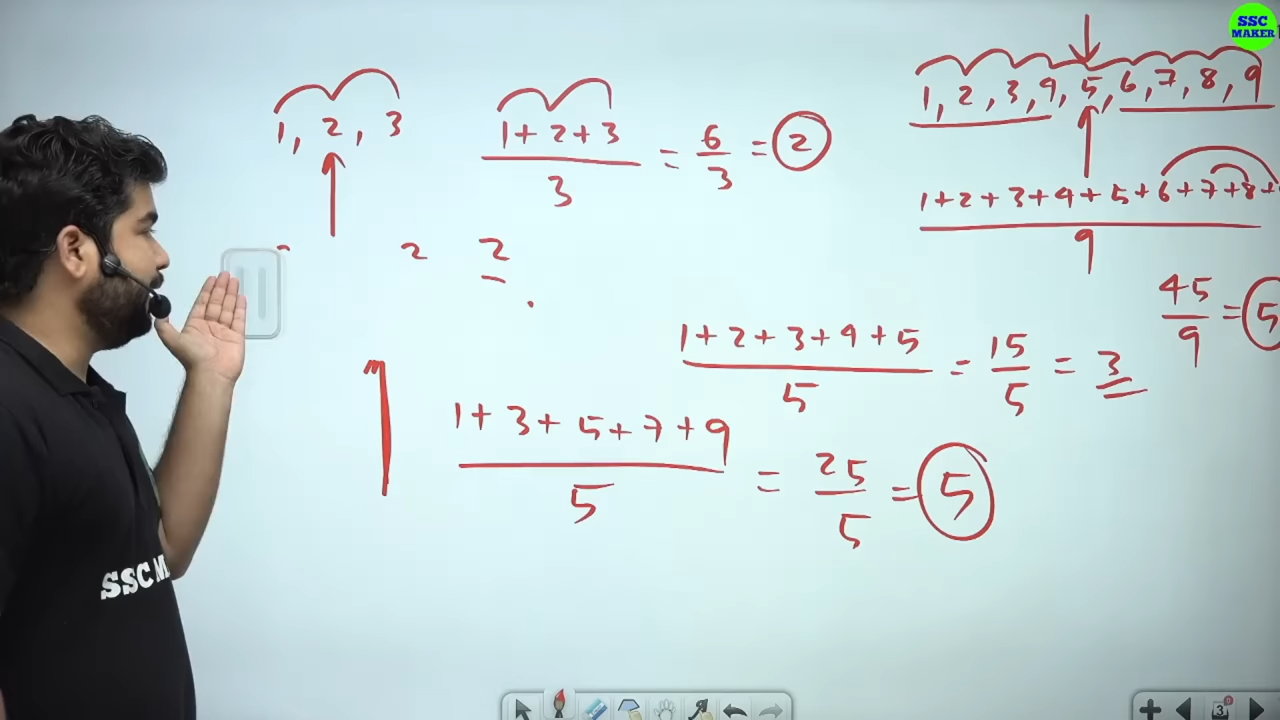 SSC
MAKER
1, 2, 3
1+2+3
3
= 6/3 = 2
1, 2, 3, 4, 5, 6, 7, 8, 9
1+2+3+4+5+6+7+8+
9
45/9 = 5
2 2
1+2+3+4+5
5
= 15/5 = 3
1+3+5+7+9
5
= 25/5 = 5
SSC M
3